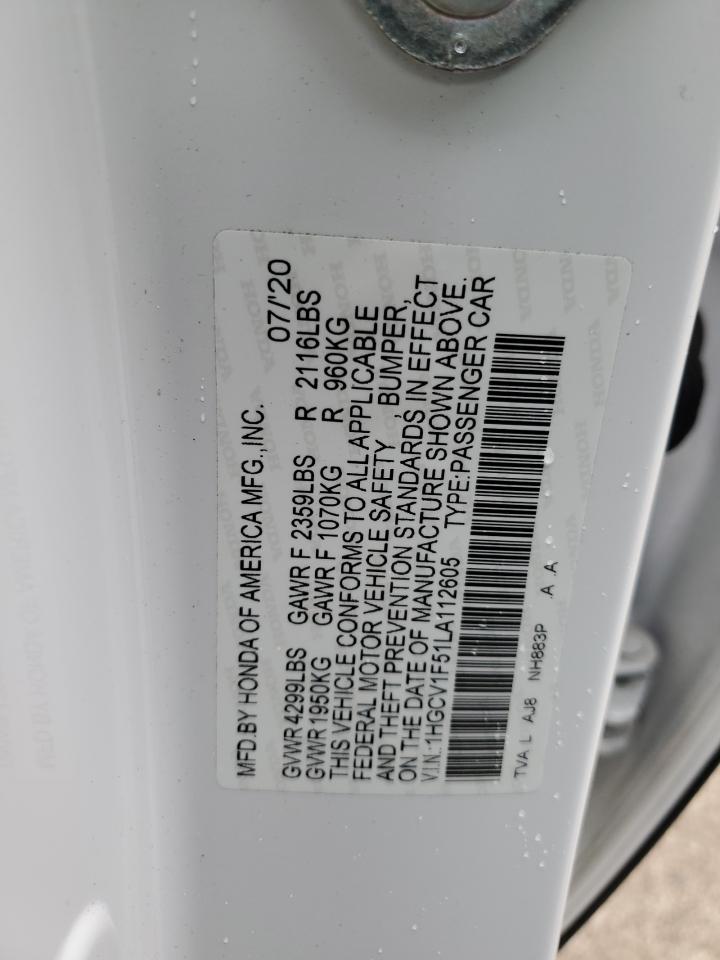 MFD.BY HONDA OF AMERICA MFG.,INC. 07/'20
GVWR 4299LBS GAWR F 2359LBS R 2116LBS
GVWR 1950KG GAWR F 1070KG R 960KG
THIS VEHICLE CONFORMS TO ALL APPLICABLE
FEDERAL MOTOR VEHICLE SAFETY , BUMPER,
AND THEFT PREVENTION STANDARDS IN EFFECT
ON THE DATE OF MANUFACTURE SHOWN ABOVE.
V.I.N.:1HGCV1F51LA112605 TYPE:PASSENGER CAR
TVA L AJ8 NH883P .A .A